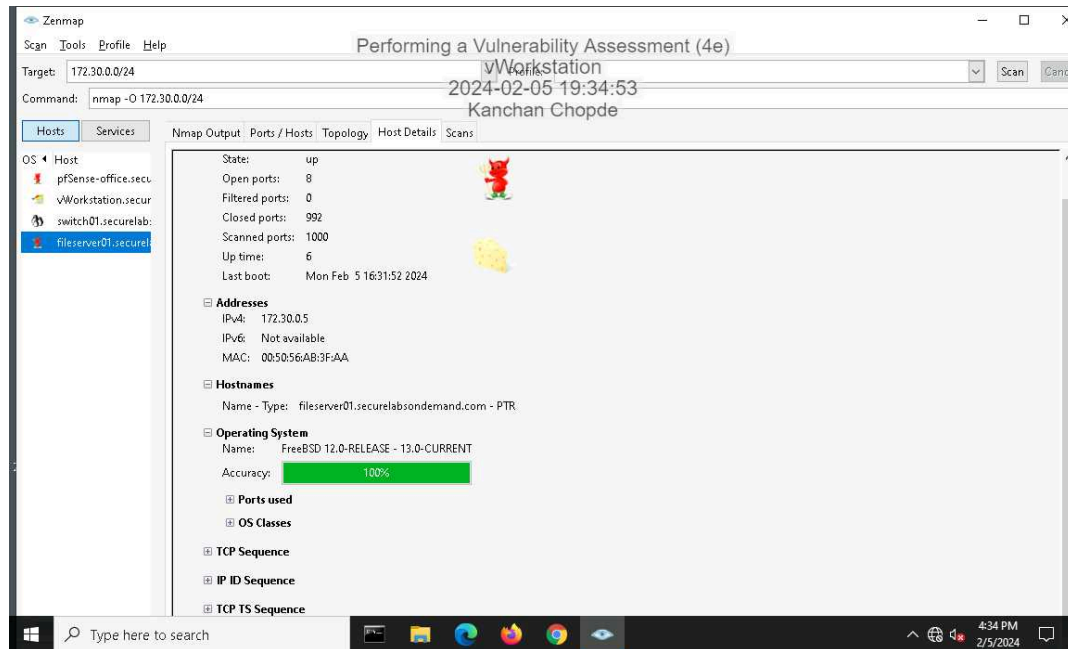 Zenmap
Scan Tools Profile Help
Performing a Vulnerability Assessment (4e)
Target: 172.30.0.0/24 Profile: Scan Canc
vWorkstation
2024-02-05 19:34:53
Command: nmap -O 172.30.0.0/24
Kanchan Chopde
Hosts Services Nmap Output Ports / Hosts Topology Host Details Scans
OS Host
pfSense-office.secu
vWorkstation.secur
switch01.securelab:
fileserver01.securel
State: up
Open ports: 8
Filtered ports: 0
Closed ports: 992
Scanned ports: 1000
Up time: 6
Last boot: Mon Feb 5 16:31:52 2024
Addresses
IPv4: 172.30.0.5
IPv6: Not available
MAC: 00:50:56:AB:3F:AA
Hostnames
Name - Type: fileserver01.securelabsondemand.com - PTR
Operating System
Name: FreeBSD 12.0-RELEASE - 13.0-CURRENT
Accuracy: 100%
Ports used
OS Classes
TCP Sequence
IP ID Sequence
TCP TS Sequence
Type here to search
4:34 PM
2/5/2024